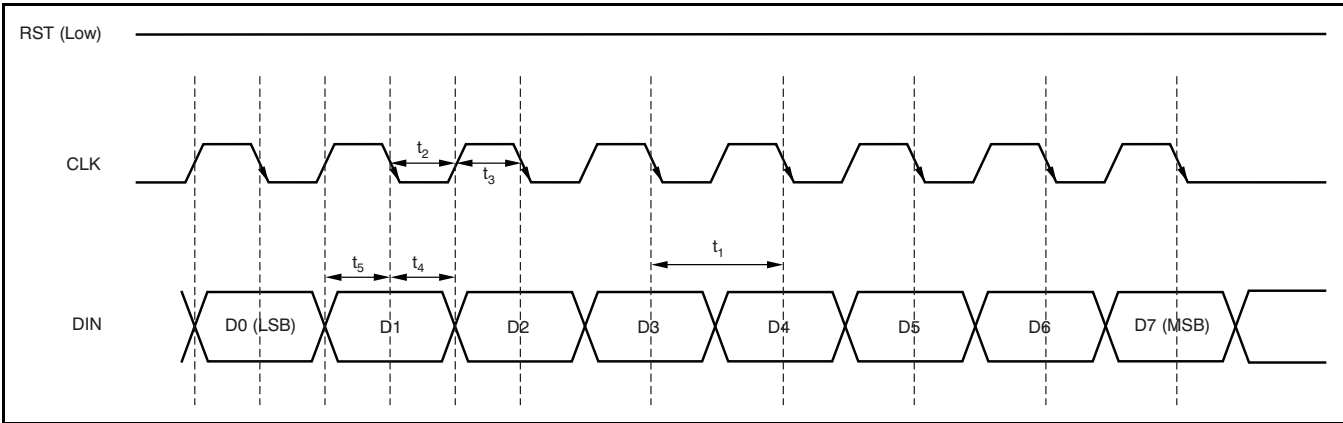 RST (Low)
CLK
t2
t3
t1
t5
t4
DIN
D0 (LSB)
D1
D2
D3
D4
D5
D6
D7 (MSB)